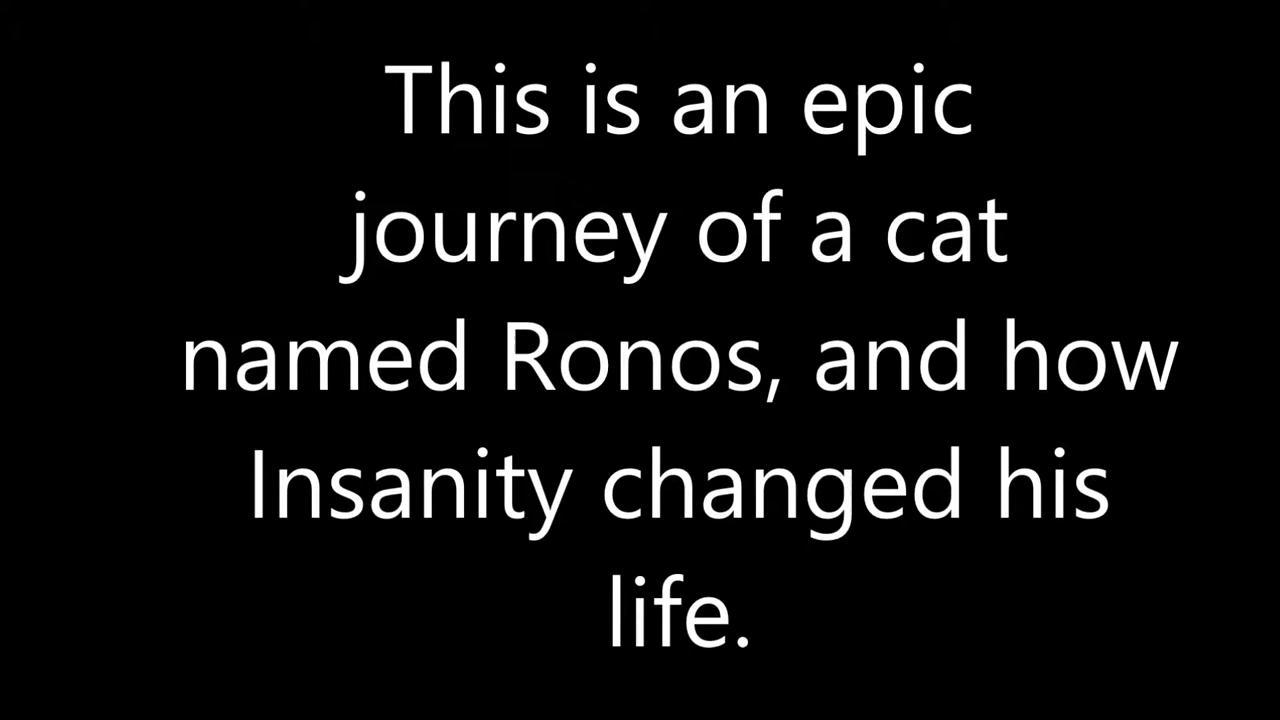 This is an epic
journey of a cat
named Ronos, and how
Insanity changed his
life.